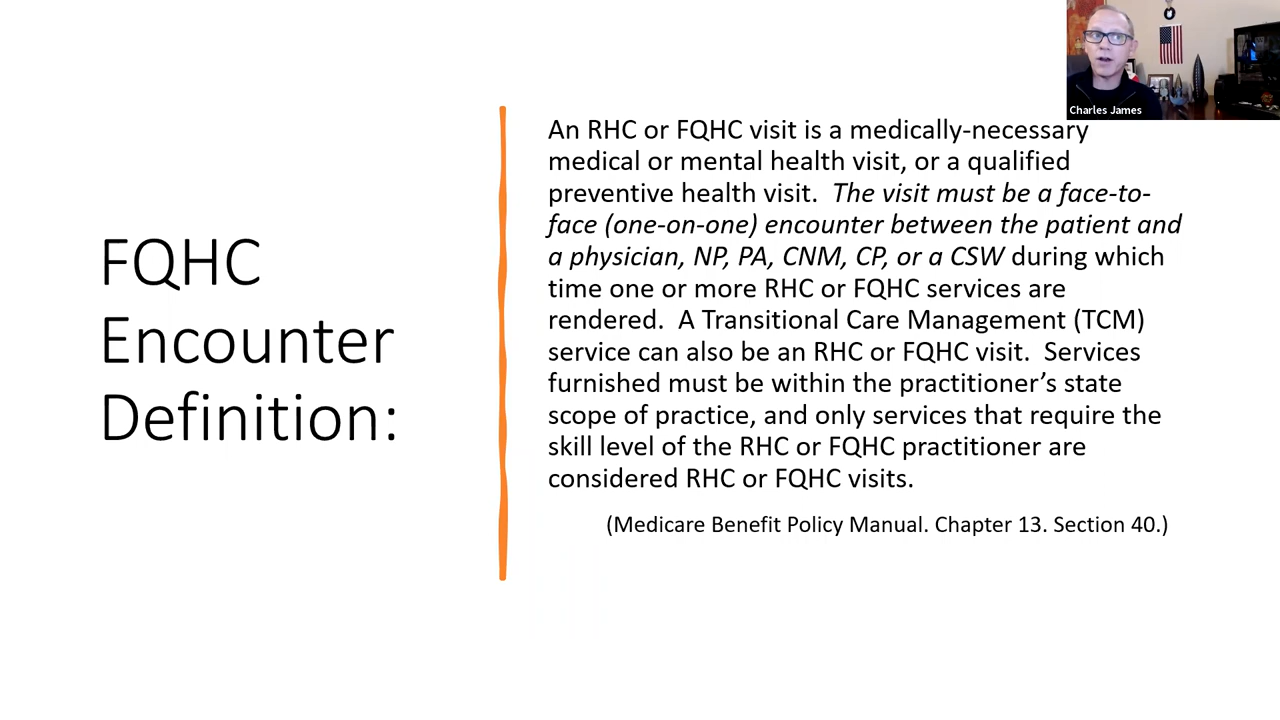 Charles James
FQHC
Encounter
Definition:
An RHC or FQHC visit is a medically-necessary
medical or mental health visit, or a qualified
preventive health visit.  The visit must be a face-to-
face (one-on-one) encounter between the patient and
a physician, NP, PA, CNM, CP, or a CSW during which
time one or more RHC or FQHC services are
rendered.  A Transitional Care Management (TCM)
service can also be an RHC or FQHC visit.  Services
furnished must be within the practitioner’s state
scope of practice, and only services that require the
skill level of the RHC or FQHC practitioner are
considered RHC or FQHC visits.
(Medicare Benefit Policy Manual. Chapter 13. Section 40.)